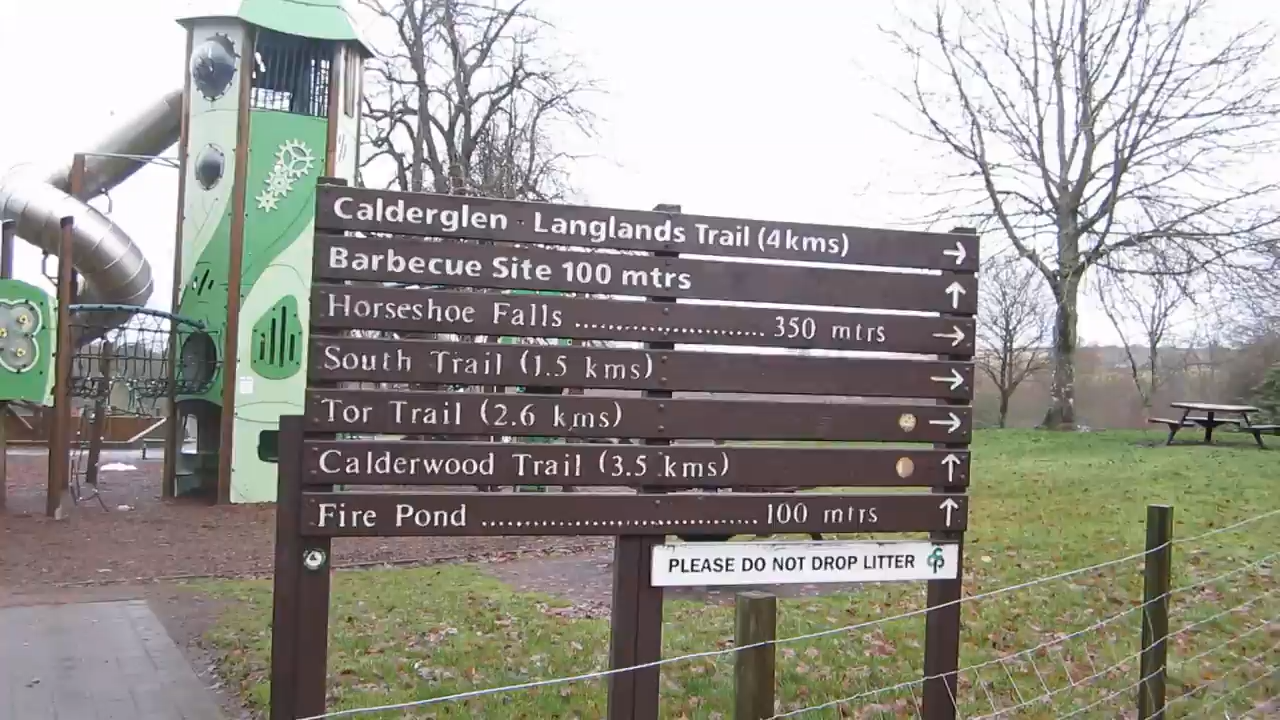 Calderglen - Langlands Trail (4kms) →
Barbecue Site 100 mtrs ↑
Horseshoe Falls ........................ 350 mtrs →
South Trail (1.5 kms) →
Tor Trail (2.6 kms) →
Calderwood Trail (3.5 kms) ↑
Fire Pond ................................... 100 mtrs ↑
PLEASE DO NOT DROP LITTER